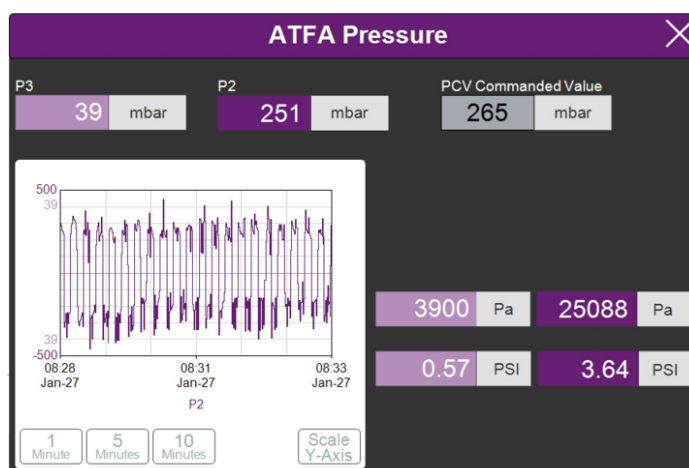 ATFA Pressure
P3
P2
PCV Commanded Value
39 mbar
251 mbar
265 mbar
500
39
39
-500
08:28
Jan-27
08:31
Jan-27
08:33
Jan-27
P2
1
Minute
5
Minutes
10
Minutes
Scale
Y-Axis
3900 Pa
25088 Pa
0.57 PSI
3.64 PSI